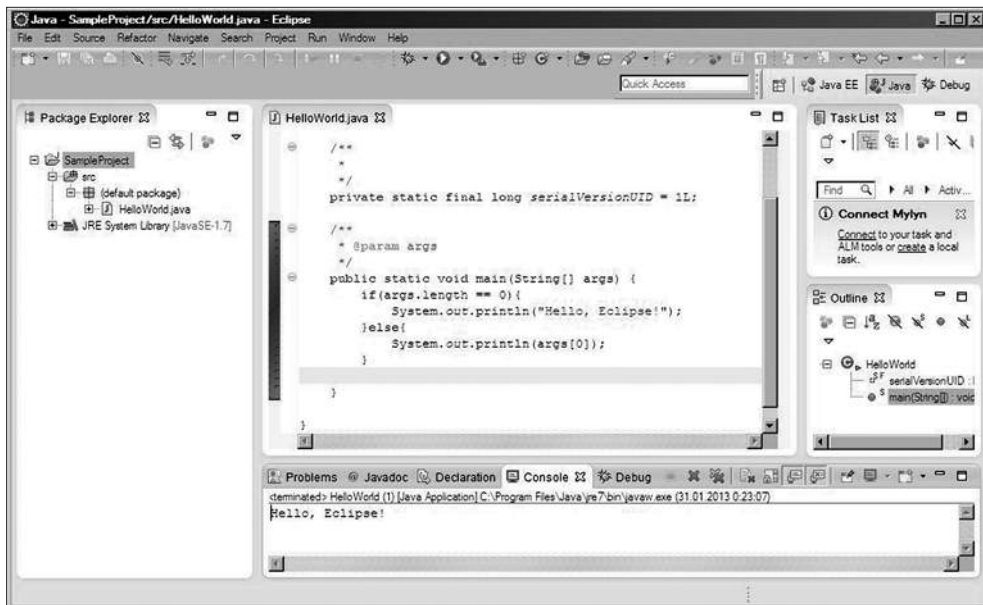 Java - SampleProject/src/HelloWorld.java - Eclipse
File Edit Source Refactor Navigate Search Project Run Window Help
Quick Access
Java EE Java Debug
Package Explorer
SampleProject
src
(default package)
HelloWorld.java
JRE System Library [JavaSE-1.7]
HelloWorld.java
/**
*
*/
private static final long serialVersionUID = 1L;
/**
* @param args
*/
public static void main(String[] args) {
if(args.length == 0){
System.out.println("Hello, Eclipse!");
}else{
System.out.println(args[0]);
}
}
}
Task List
Find All Activ...
Connect Mylyn
Connect to your task and
ALM tools or create a local
task.
Outline
HelloWorld
serialVersionUID :
main(String[]) : void
Problems @ Javadoc Declaration Console Debug
<terminated> HelloWorld (1) [Java Application] C:\Program Files\Java\jre7\bin\javaw.exe (31.01.2013 0:23:07)
Hello, Eclipse!